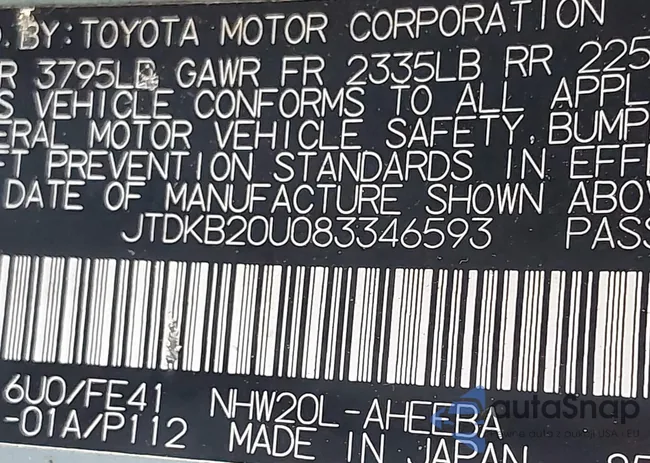 D. BY: TOYOTA MOTOR CORPORATION
R 3795LB GAWR FR 2335LB RR 225
S VEHICLE CONFORMS TO ALL APPL
ERAL MOTOR VEHICLE SAFETY, BUMP
FT PREVENTION STANDARDS IN EFFE
DATE OF MANUFACTURE SHOWN ABOV
JTDKB20U083346593 PASS
6U0/FE41 NHW20L-AHEEBA
-01A/P112 MADE IN JAPAN
autoSnap